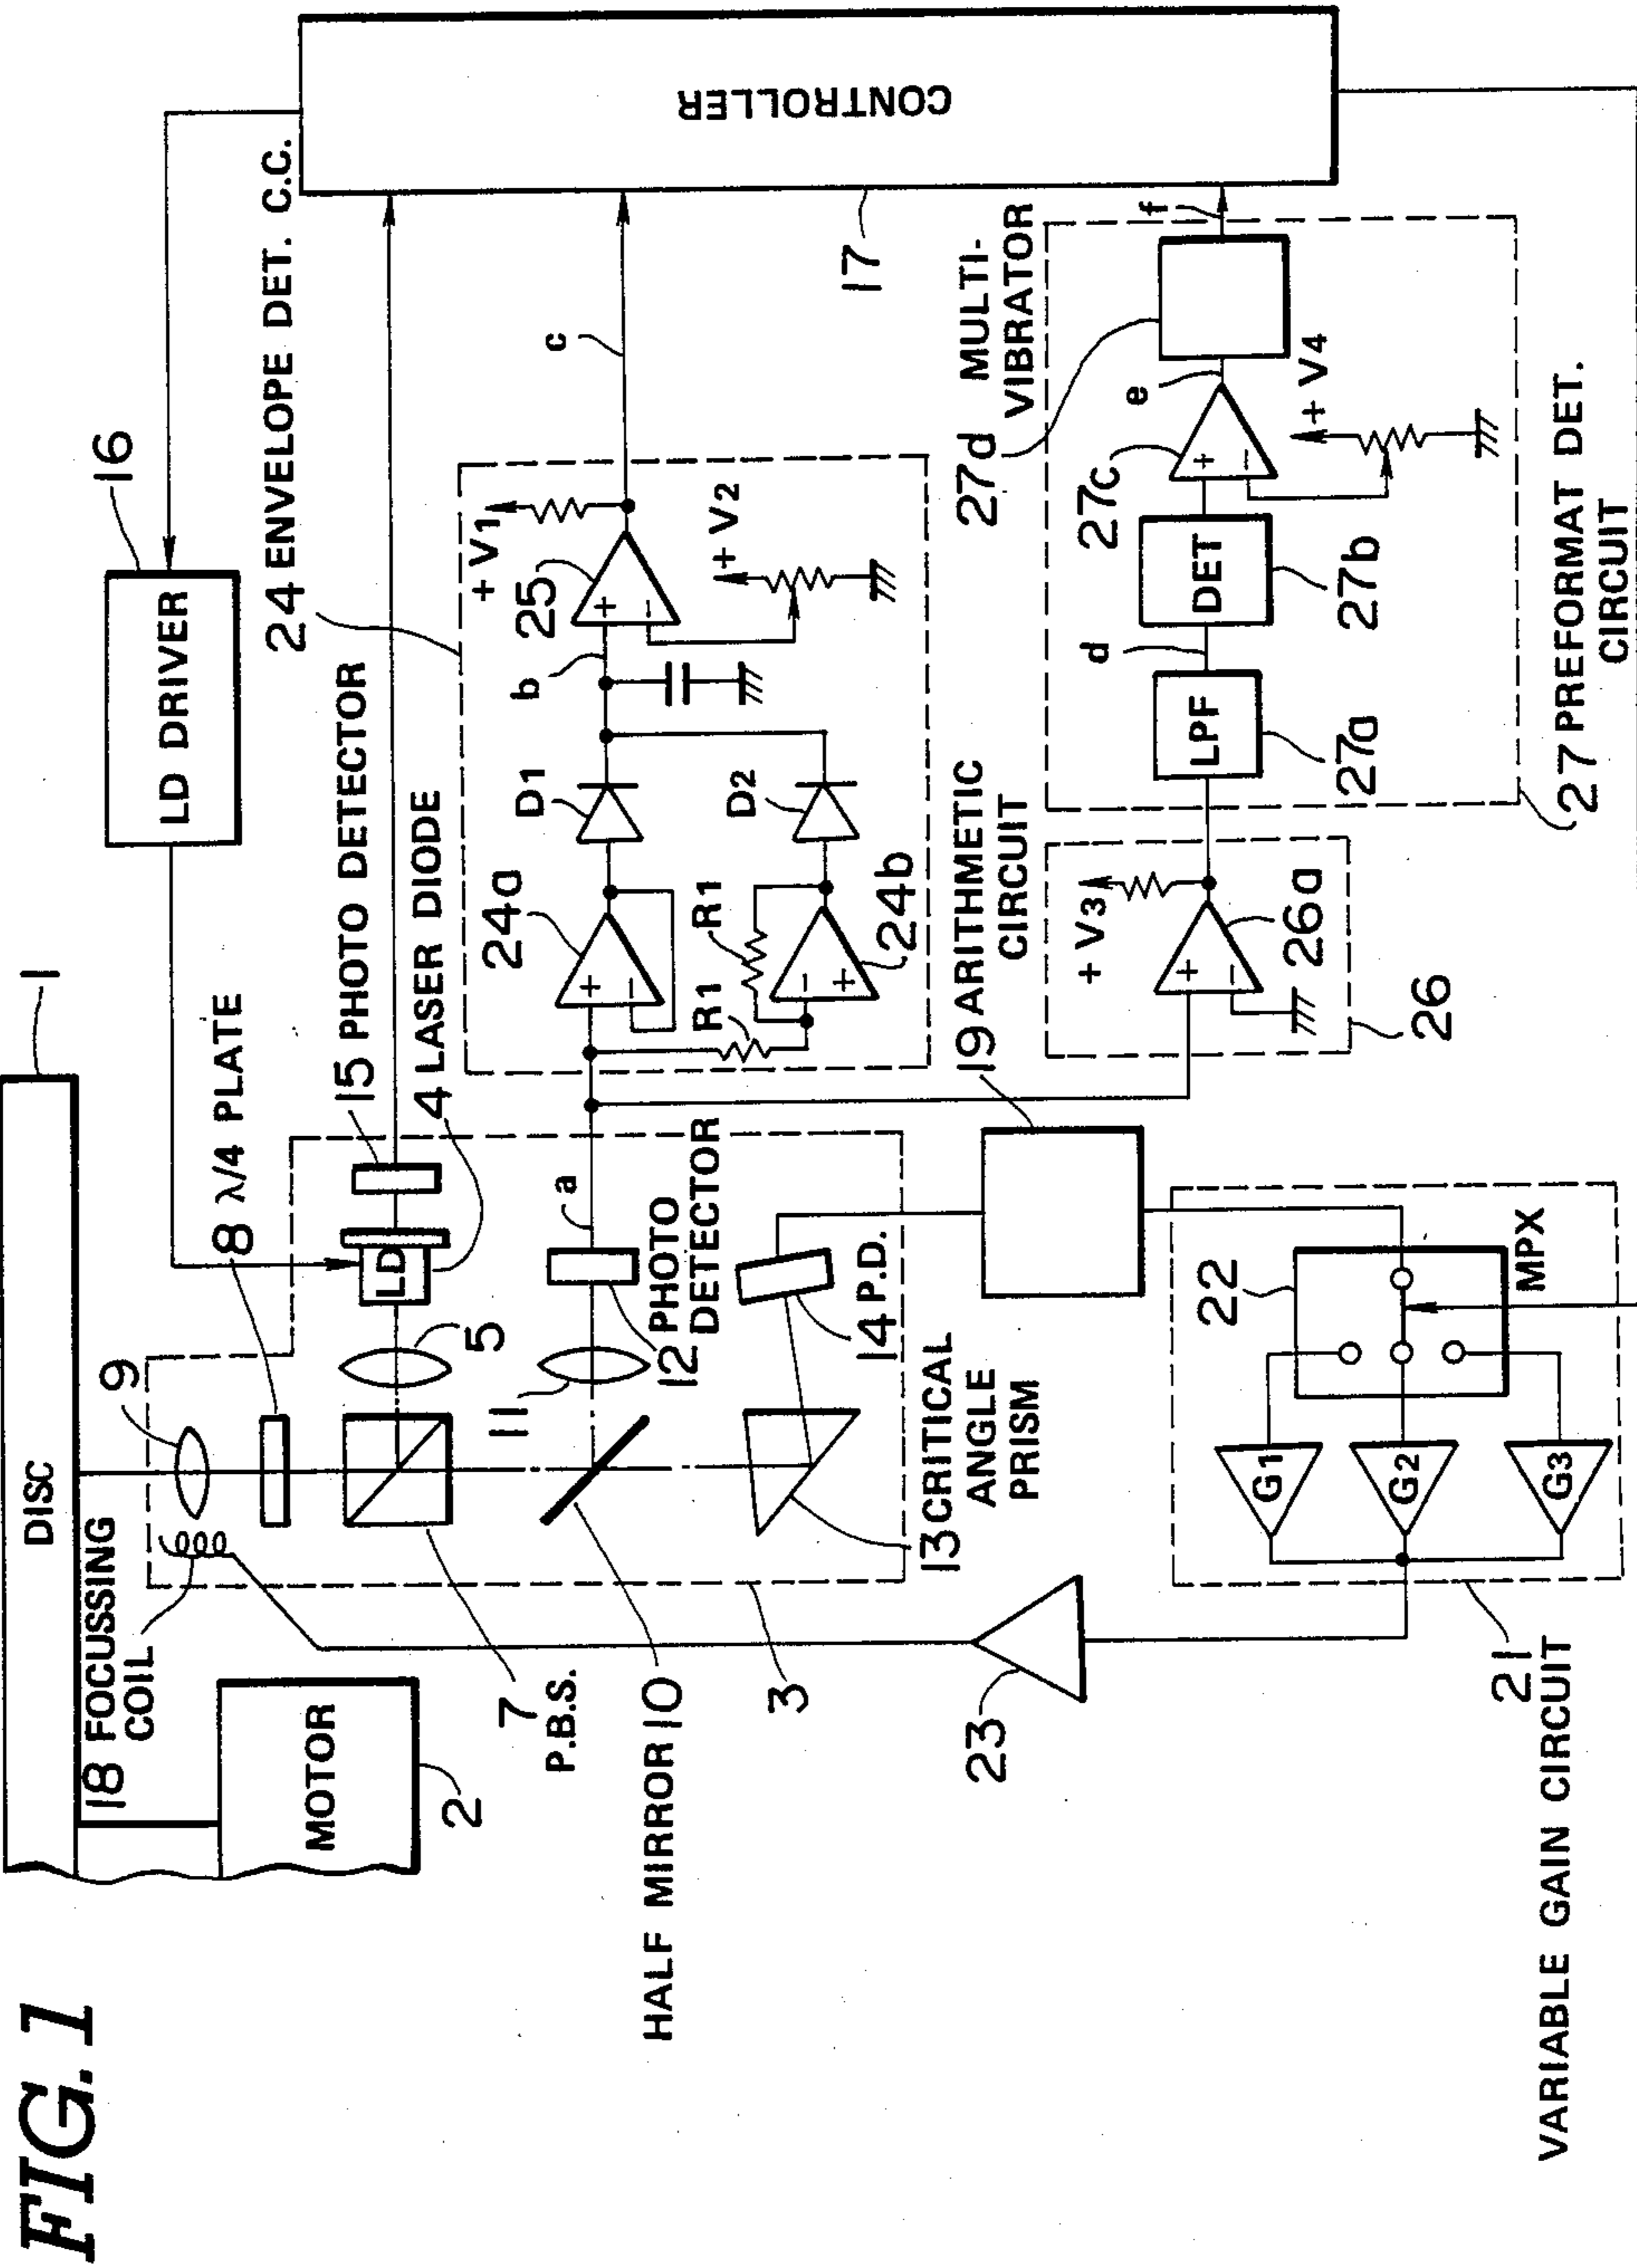 FIG. 1
DISC
1
MOTOR
2
18 FOCUSSING
COIL
9
8 λ/4 PLATE
16
LD DRIVER
15 PHOTO DETECTOR
4 LASER DIODE
LD
5
7
P.B.S.
HALF MIRROR 10
11
a
12 PHOTO
DETECTOR
14 P.D.
13 CRITICAL
ANGLE
PRISM
3
24 ENVELOPE DET. C.C.
24a
D1
b
25
+ V1
+ V2
+
−
c
R1
R1
D2
24b
−
+
+
−
CONTROLLER
17
19 ARITHMETIC
CIRCUIT
+ V3
+
−
26a
26
LPF
27a
d
DET
27b
27c
+
−
e
+ V4
27d
MULTI-
VIBRATOR
f
27 PREFORMAT DET.
CIRCUIT
22
MPX
G1
G2
G3
23
21
VARIABLE GAIN CIRCUIT